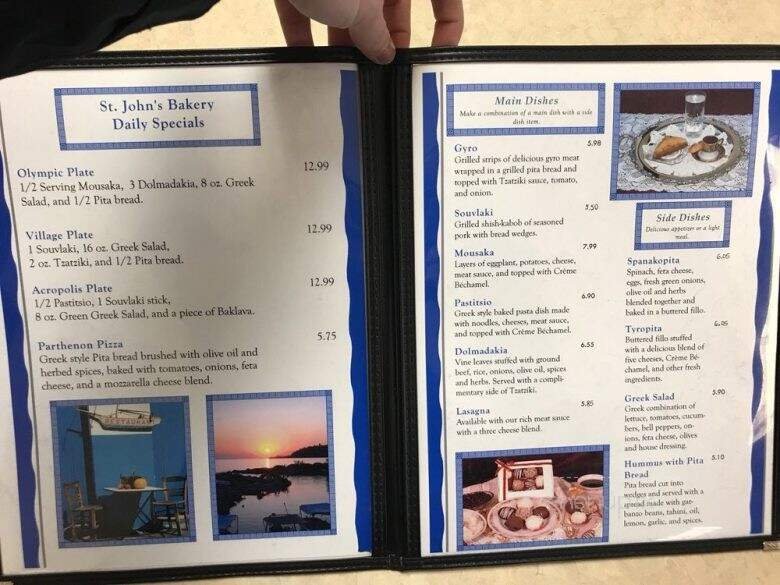 St. John's Bakery
Daily Specials
Olympic Plate 12.99
1/2 Serving Mousaka, 3 Dolmadakia, 8 oz. Greek
Salad, and 1/2 Pita bread.
Village Plate 12.99
1 Souvlaki, 16 oz. Greek Salad,
2 oz. Tzatziki, and 1/2 Pita bread.
Acropolis Plate 12.99
1/2 Pastitsio, 1 Souvlaki stick,
8 oz. Green Greek Salad, and a piece of Baklava.
Parthenon Pizza 5.75
Greek style Pita bread brushed with olive oil and
herbed spices, baked with tomatoes, onions, feta
cheese, and a mozzarella cheese blend.
RESTAURANT
Main Dishes
Make a combination of a main dish with a side
dish item.
Gyro 5.98
Grilled strips of delicious gyro meat
wrapped in a grilled pita bread and
topped with Tzatziki sauce, tomato,
and onion.
Souvlaki 5.50
Grilled shish-kabob of seasoned
pork with bread wedges.
Mousaka 7.99
Layers of eggplant, potatoes, cheese,
meat sauce, and topped with Crème
Béchamel.
Pastitsio 6.90
Greek style baked pasta dish made
with noodles, cheeses, meat sauce,
and topped with Crème Béchamel.
Dolmadakia 6.55
Vine leaves stuffed with ground
beef, rice, onions, olive oil, spices
and herbs. Served with a compli-
mentary side of Tzatziki.
Lasagna 5.85
Available with our rich meat sauce
with a three cheese blend.
Side Dishes
Delicious appetizer or a light
meal.
Spanakopita 6.05
Spinach, feta cheese,
eggs, fresh green onions,
olive oil and herbs
blended together and
baked in a buttered fillo.
Tyropita 6.05
Buttered fillo stuffed
with a delicious blend of
five cheeses, Crème Bé-
chamel, and other fresh
ingredients.
Greek Salad 5.90
Greek combination of
lettuce, tomatoes, cucum-
bers, bell peppers, on-
ions, feta cheese, olives
and house dressing.
Hummus with Pita 5.10
Bread
Pita bread cut into
wedges and served with a
spread made with gar-
banzo beans, tahini, oil,
lemon, garlic, and spices.